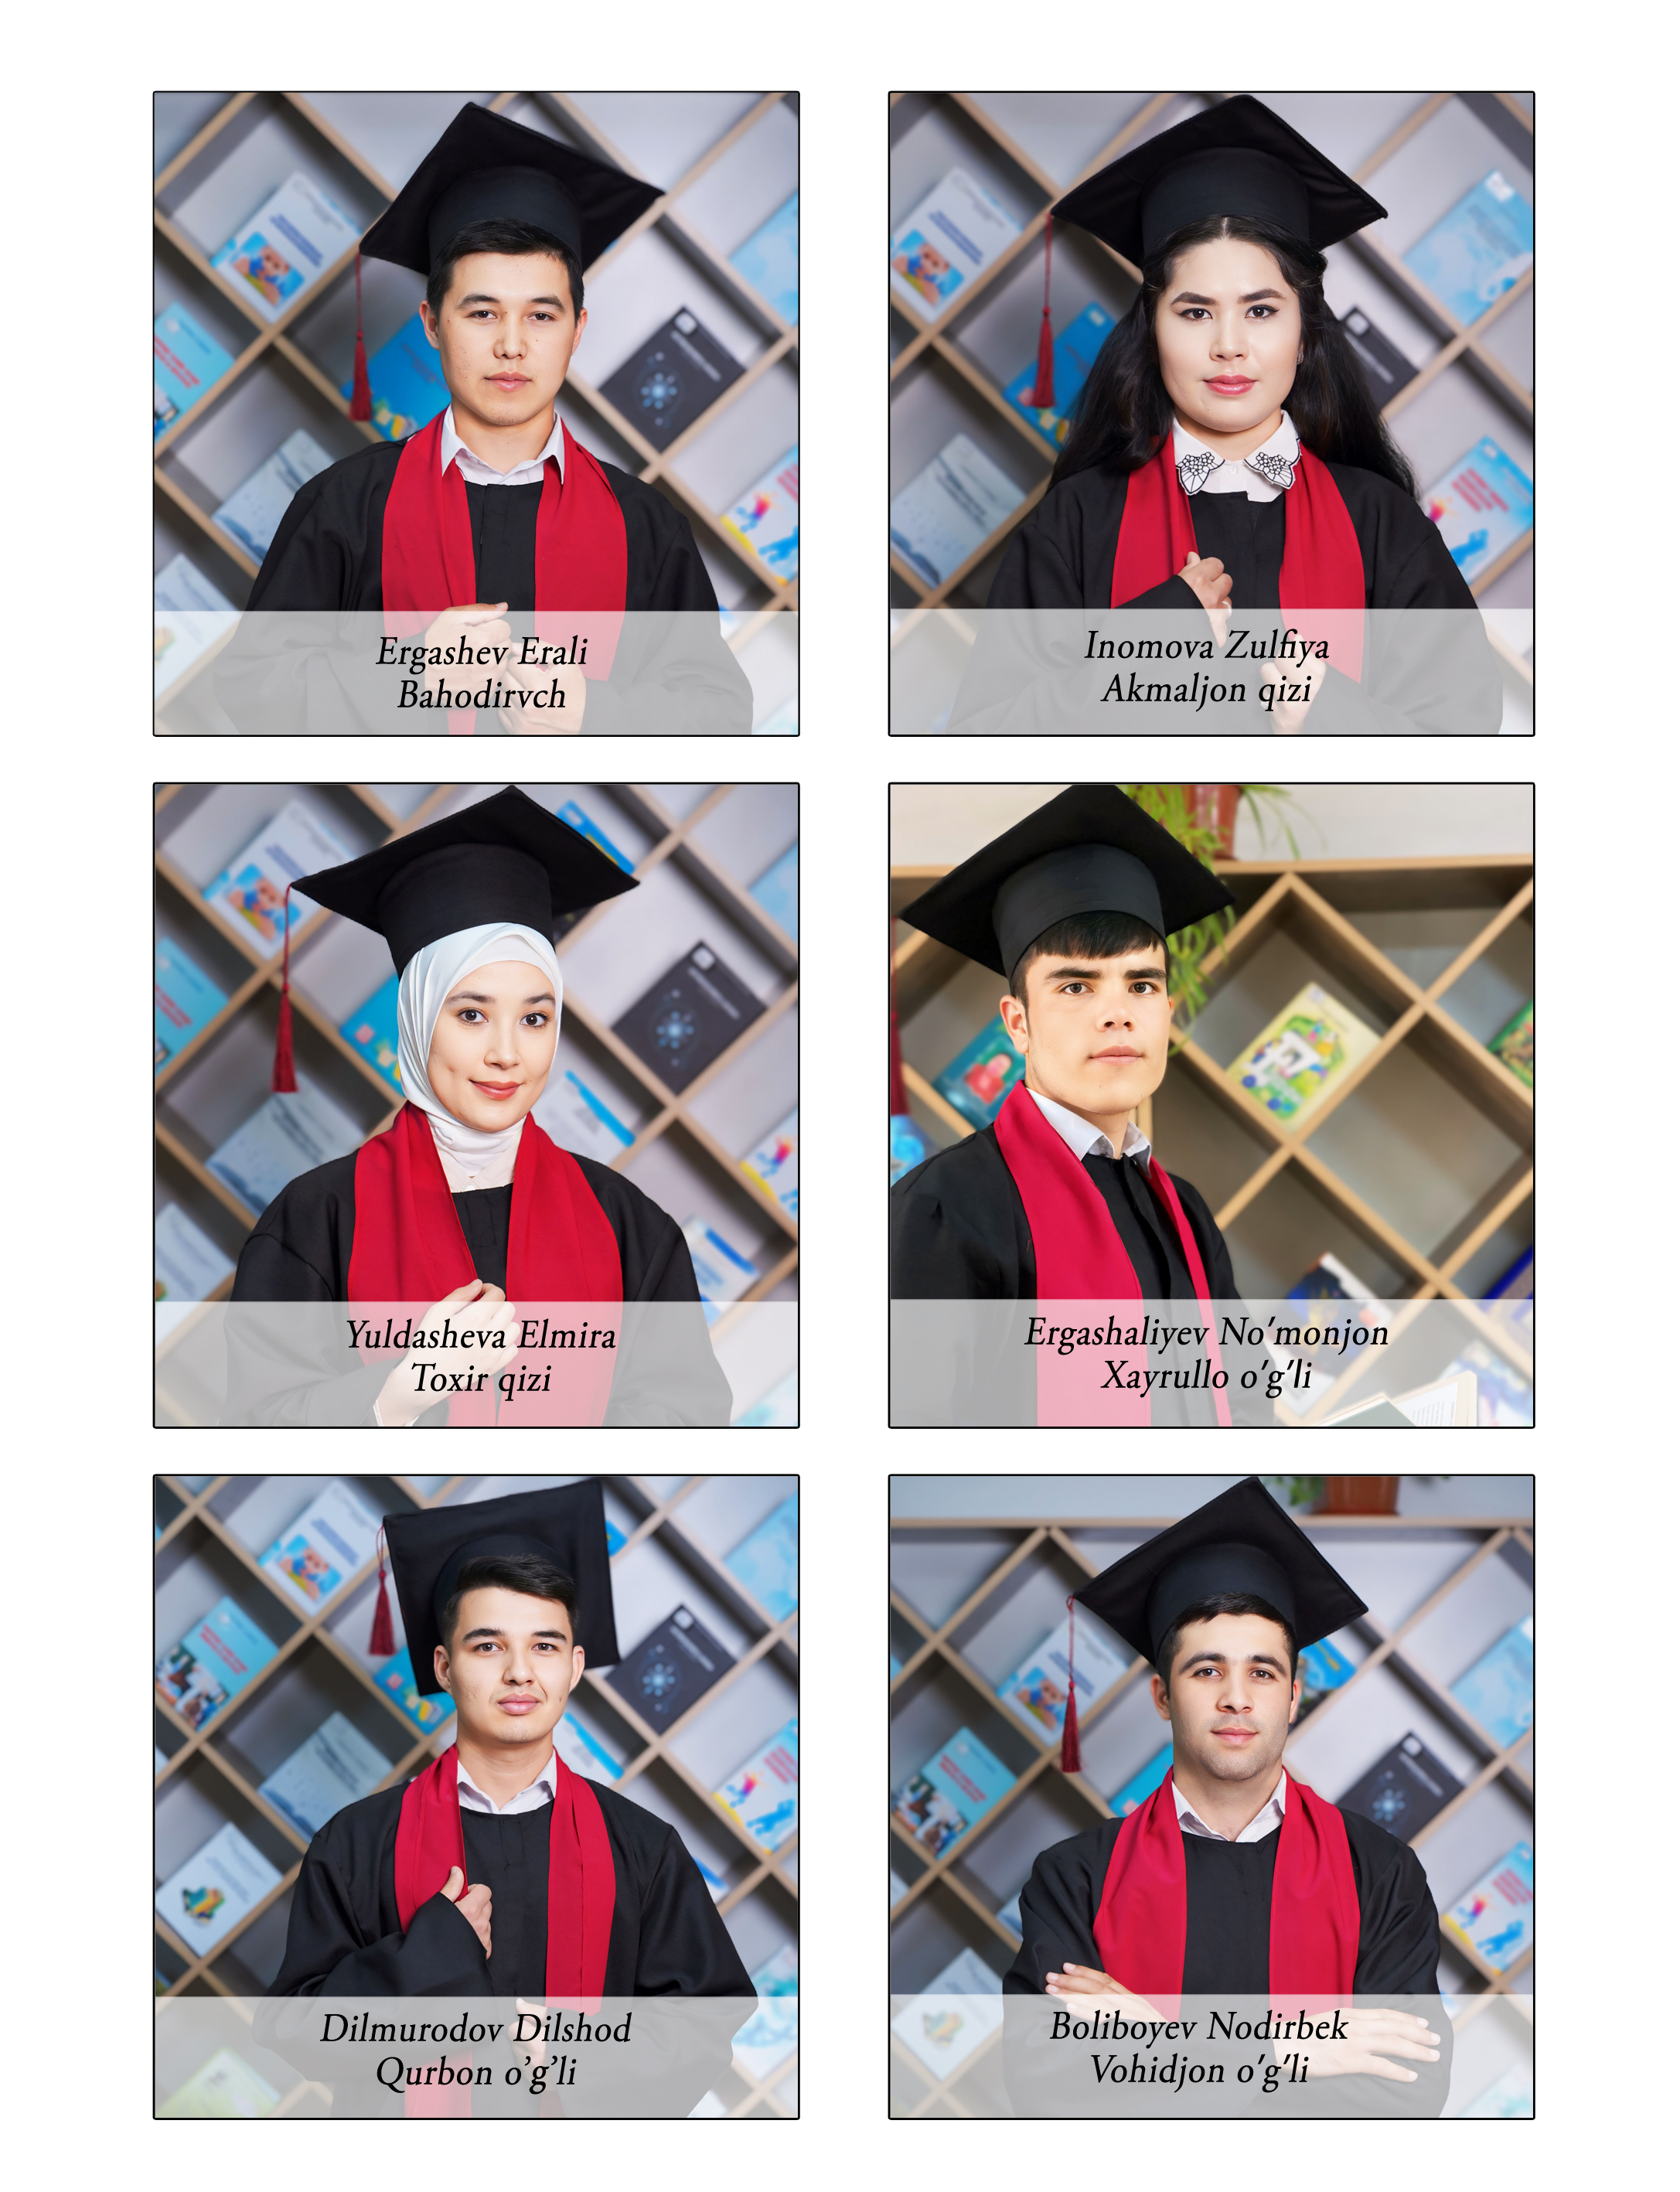 Ergashev Erali
Bahodirvch
Inomova Zulfiya
Akmaljon qizi
Yuldasheva Elmira
Toxir qizi
Ergashaliyev No'monjon
Xayrullo o'g'li
Dilmurodov Dilshod
Qurbon o'g'li
Boliboyev Nodirbek
Vohidjon o'g'li